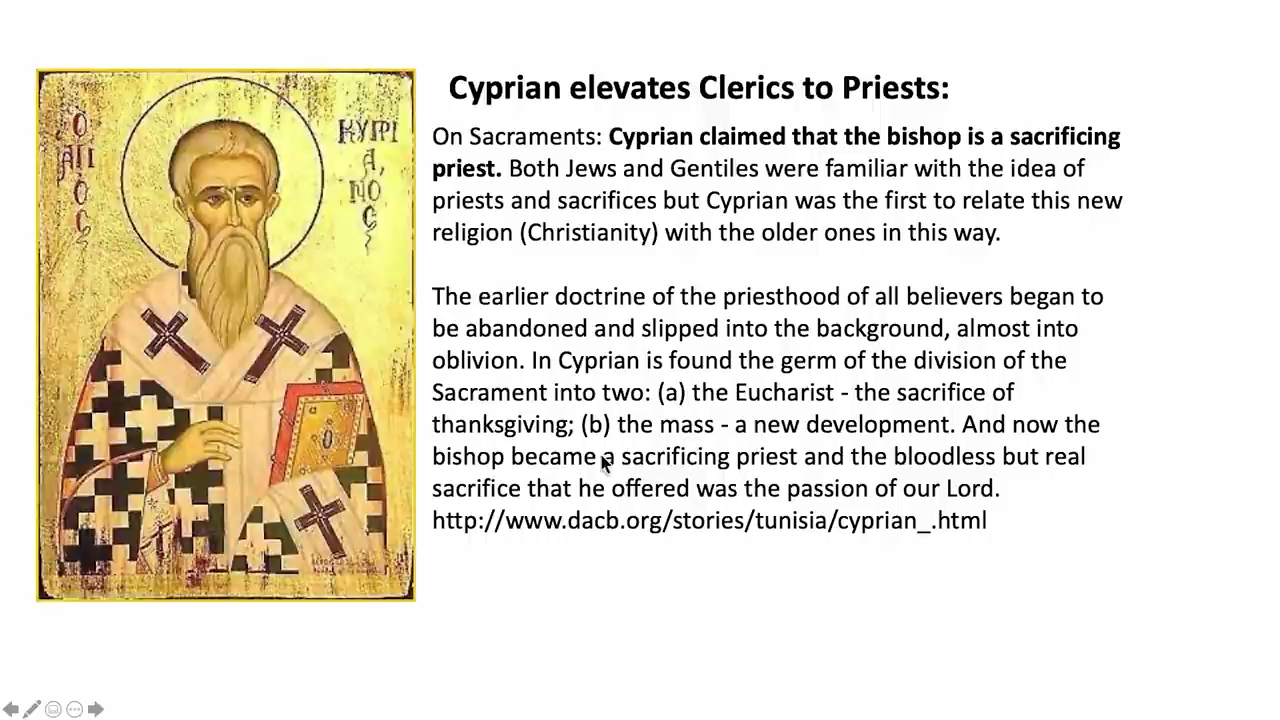 Cyprian elevates Clerics to Priests:
On Sacraments: Cyprian claimed that the bishop is a sacrificing
priest. Both Jews and Gentiles were familiar with the idea of
priests and sacrifices but Cyprian was the first to relate this new
religion (Christianity) with the older ones in this way.
The earlier doctrine of the priesthood of all believers began to
be abandoned and slipped into the background, almost into
oblivion. In Cyprian is found the germ of the division of the
Sacrament into two: (a) the Eucharist - the sacrifice of
thanksgiving; (b) the mass - a new development. And now the
bishop became a sacrificing priest and the bloodless but real
sacrifice that he offered was the passion of our Lord.
http://www.dacb.org/stories/tunisia/cyprian_.html
Ο
ΑΓΙ
Ο
Σ
ΚΥΠΡΙ
Α,
ΝΟ
Σ